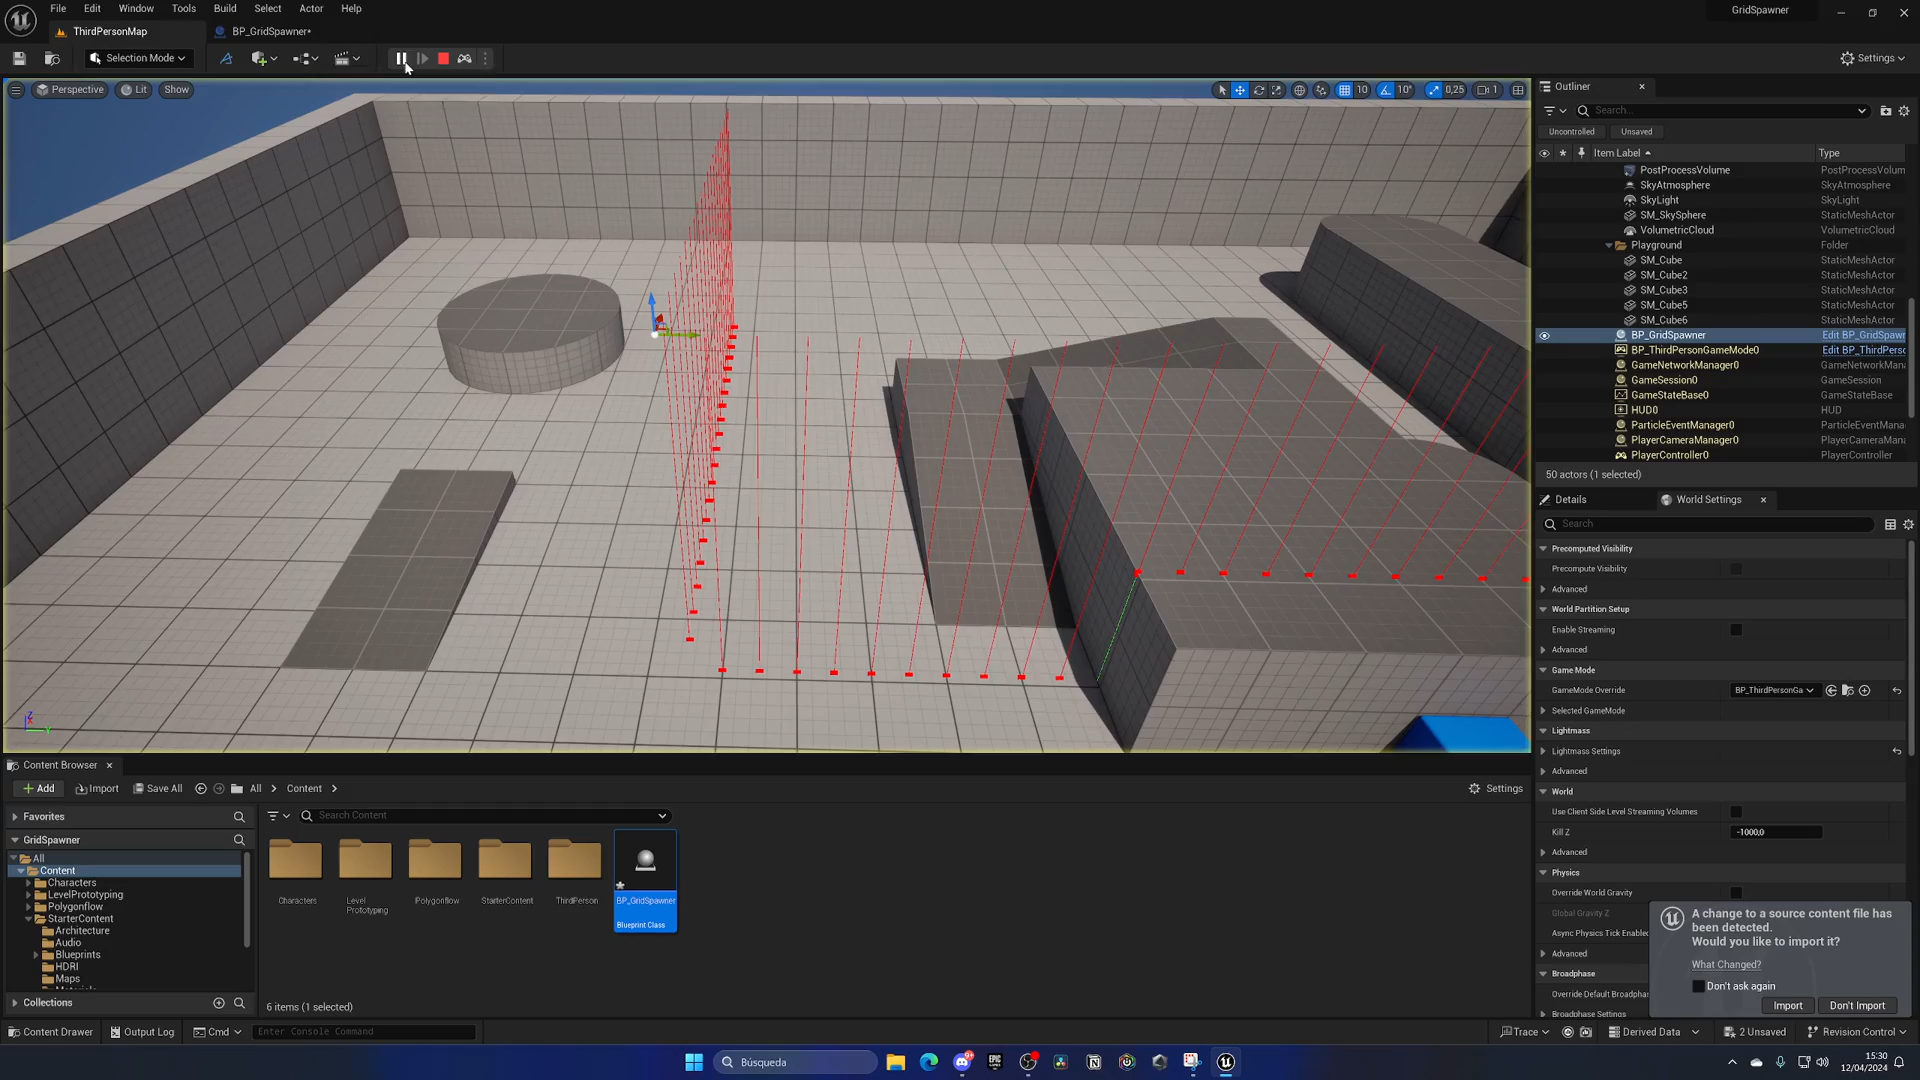 File Edit Window Tools Build Select Actor Help
GridSpawner
ThirdPersonMap
BP_GridSpawner*
Selection Mode
Settings
Perspective
Lit
Show
10
10°
0,25
1
Outliner
Search...
Uncontrolled
Unsaved
Item Label
Type
PostProcessVolume PostProcessVolum
SkyAtmosphere SkyAtmosphere
SkyLight SkyLight
SM_SkySphere StaticMeshActor
VolumetricCloud VolumetricCloud
Playground Folder
SM_Cube StaticMeshActor
SM_Cube2 StaticMeshActor
SM_Cube3 StaticMeshActor
SM_Cube5 StaticMeshActor
SM_Cube6 StaticMeshActor
BP_GridSpawner Edit BP_GridSpawr
BP_ThirdPersonGameMode0 Edit BP_ThirdPerso
GameNetworkManager0 GameNetworkMana
GameSession0 GameSession
GameStateBase0 GameStateBase
HUD0 HUD
ParticleEventManager0 ParticleEventMana
PlayerCameraManager0 PlayerCameraMana
PlayerController0 PlayerController
50 actors (1 selected)
Details
World Settings
Search
Precomputed Visibility
Precompute Visibility
Advanced
World Partition Setup
Enable Streaming
Advanced
Game Mode
GameMode Override
BP_ThirdPersonGa
Selected GameMode
Lightmass
Lightmass Settings
Advanced
World
Use Client Side Level Streaming Volumes
Kill Z
-1000,0
Advanced
Physics
Override World Gravity
Global Gravity Z
Async Physics Tick Enabled
Advanced
Broadphase
Override Default Broadphas
Broadphase Settings
A change to a source content file has
been detected.
Would you like to import it?
What Changed?
Don't ask again
Import
Don't Import
Z
Y
Content Browser
Add
Import
Save All
All
Content
Settings
Favorites
Search Content
GridSpawner
All
Content
Characters
LevelPrototyping
Polygonflow
StarterContent
Architecture
Audio
Blueprints
HDRI
Maps
Collections
Characters
Level
Prototyping
Polygonflow
StarterContent
ThirdPerson
BP_GridSpawner
Blueprint Class
6 items (1 selected)
Content Drawer
Output Log
Cmd
Enter Console Command
Trace
Derived Data
2 Unsaved
Revision Control
Búsqueda
EPIC
GAMES
9+
15:30
12/04/2024